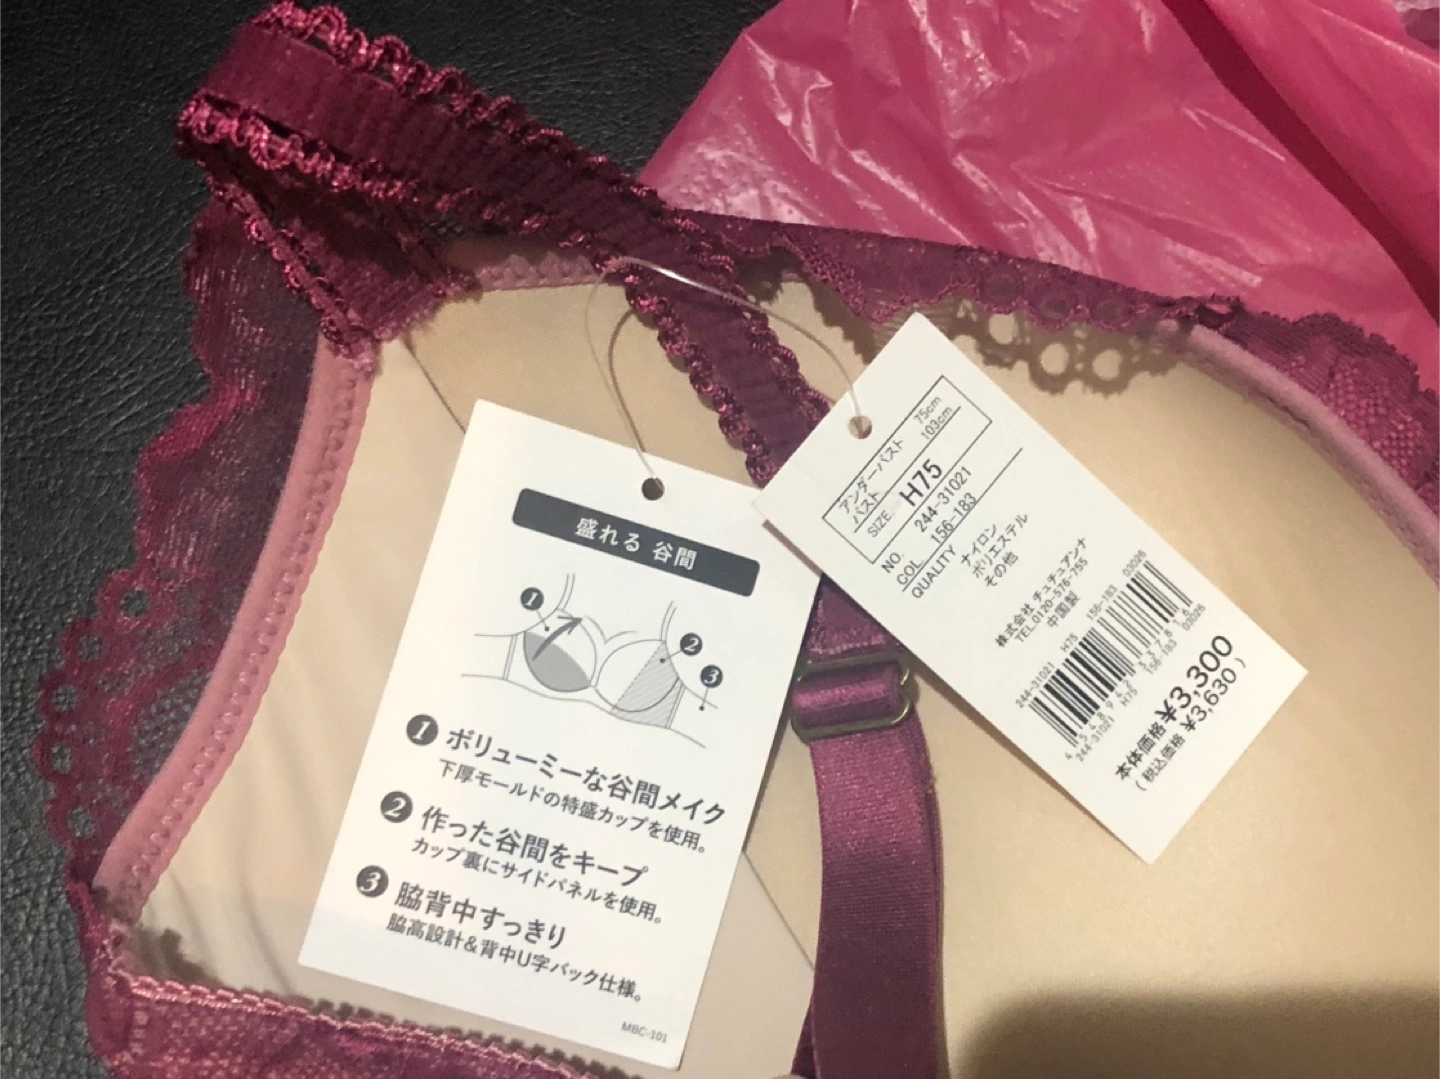 盛れる 谷間
1
2
3
1 ボリューミーな谷間メイク
下厚モールドの特盛カップを使用。
2 作った谷間をキープ
カップ裏にサイドパネルを使用。
3 脇背中すっきり
脇高設計&背中U字バック仕様。
MBC-101
アンダーバスト 75cm
バスト 103cm
SIZE H75
NO. 244-31021
COL 156-183
QUALITY ナイロン
ポリエステル
その他
株式会社 チュチュアンナ
TEL.0120-576-755
中国製
244-31021 H75 156-183 03026
244-31021 H75 156-183 03026
本体価格 ¥3,300
(税込価格 ¥3,630)